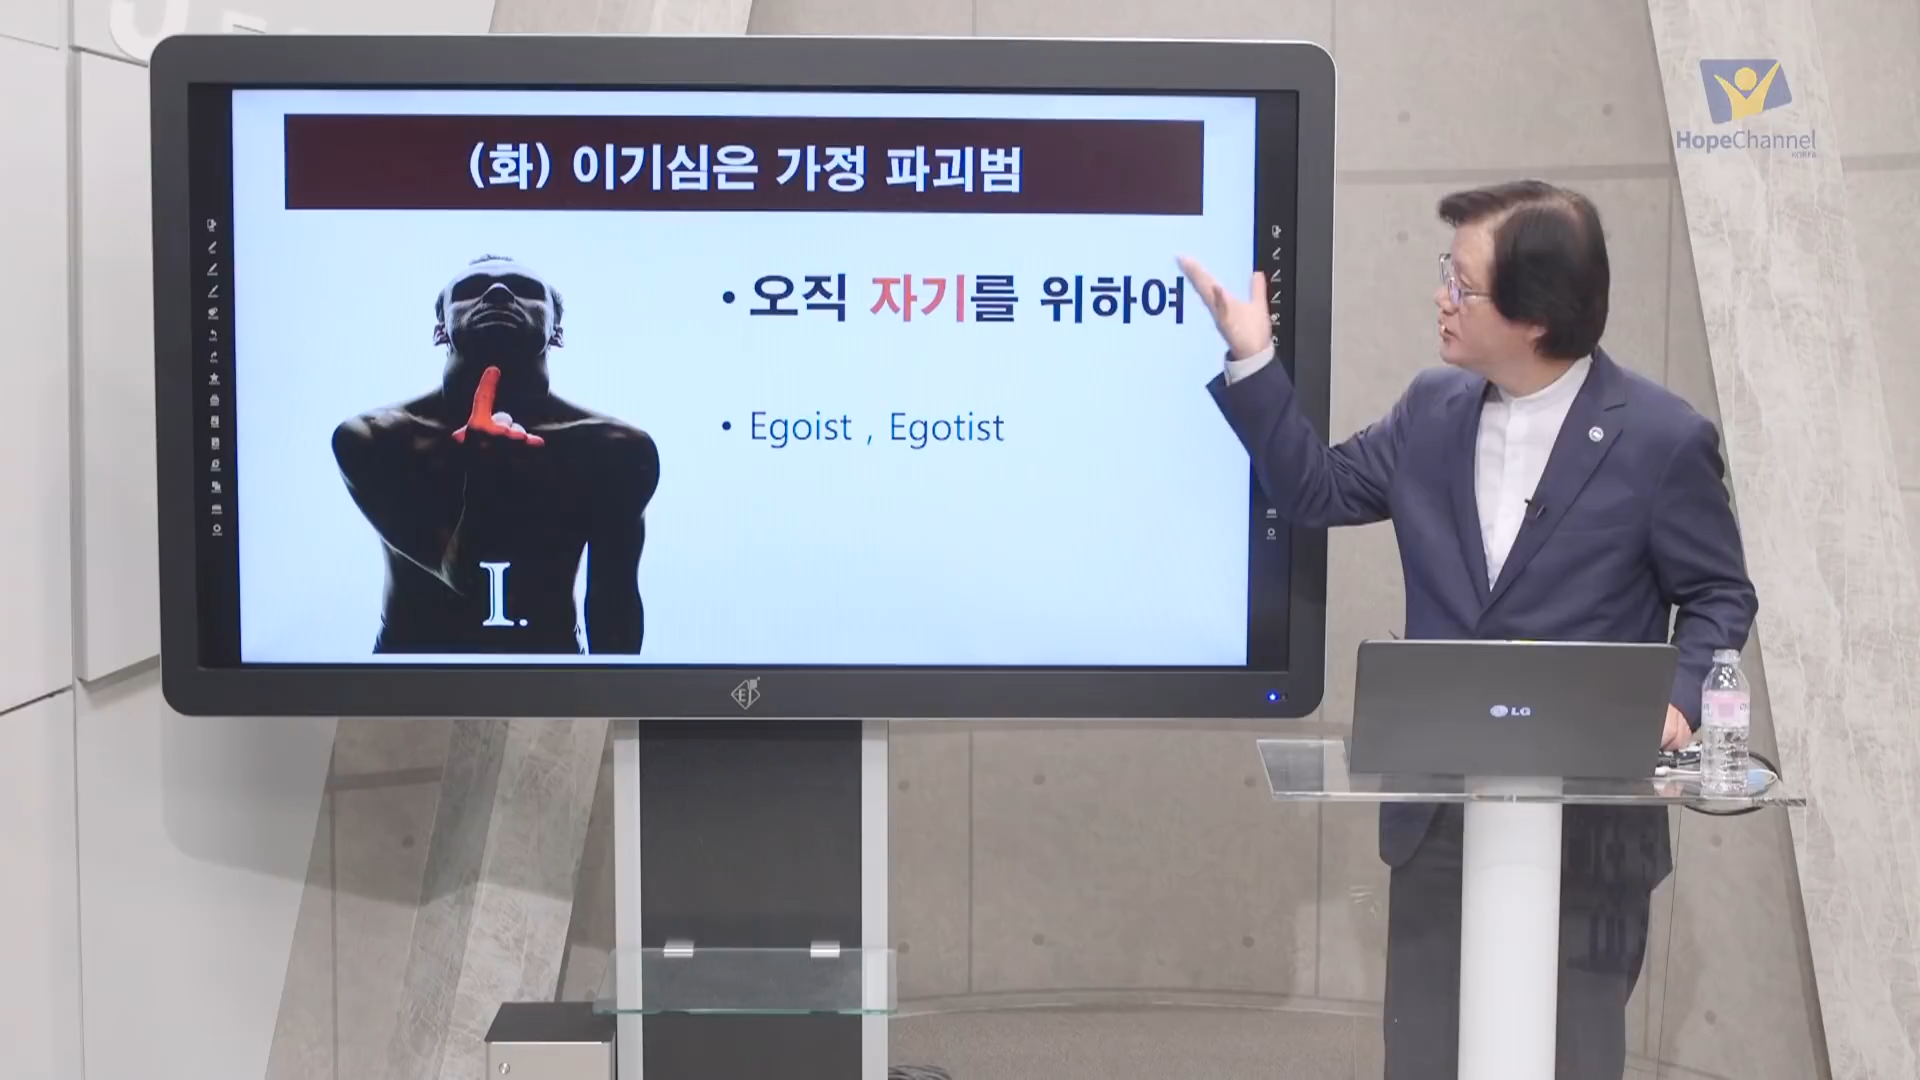 (화) 이기심은 가정 파괴범
• 오직 자기를 위하여
• Egoist , Egotist
I.
HopeChannel
KOREA
LG